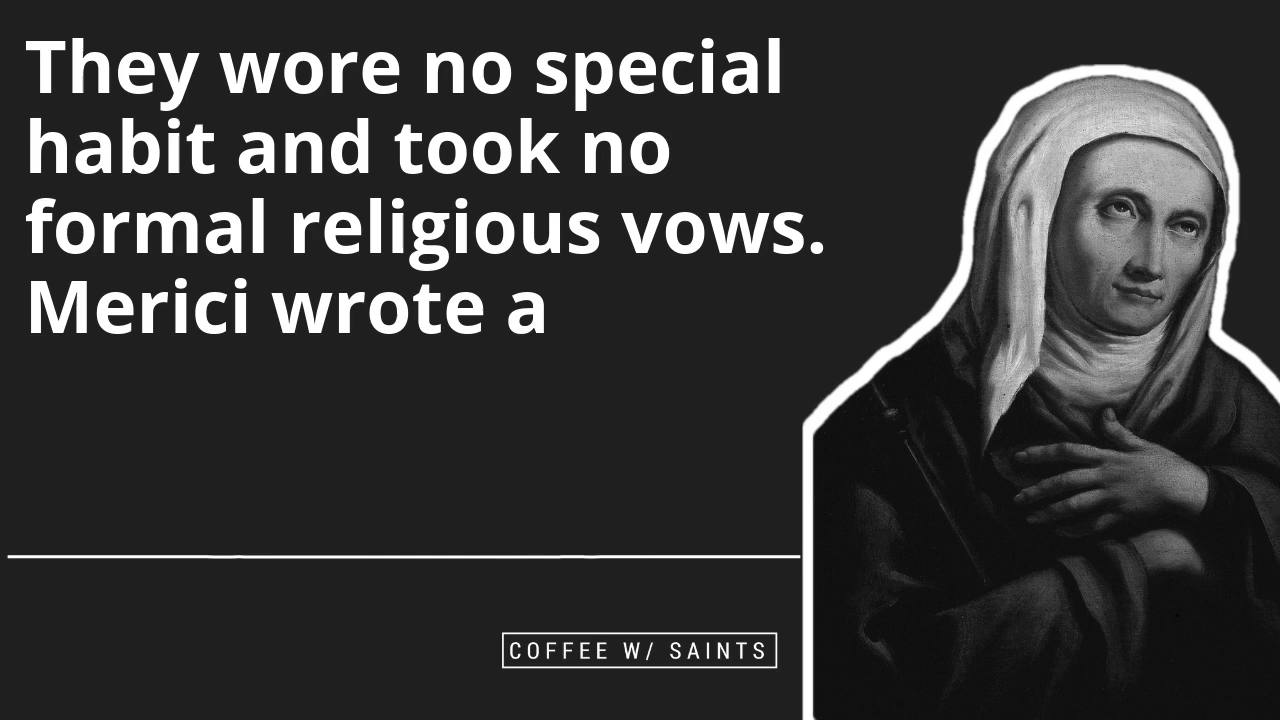 They wore no special
habit and took no
formal religious vows.
Merici wrote a
COFFEE W/ SAINTS